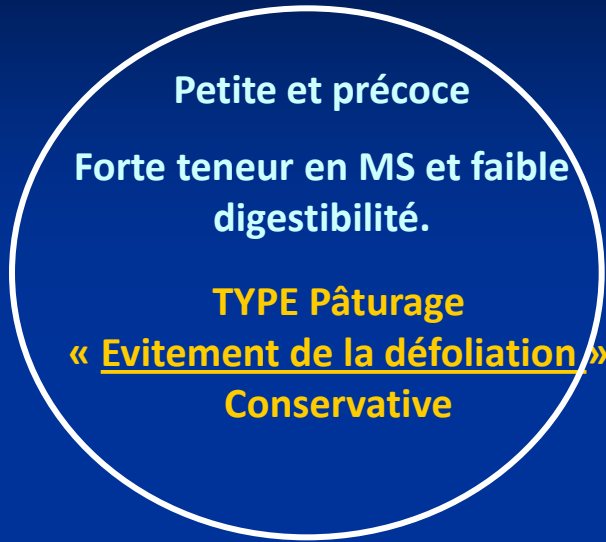 Petite et précoce
Forte teneur en MS et faible
digestibilité.
TYPE Pâturage
« Evitement de la défoliation »
Conservative